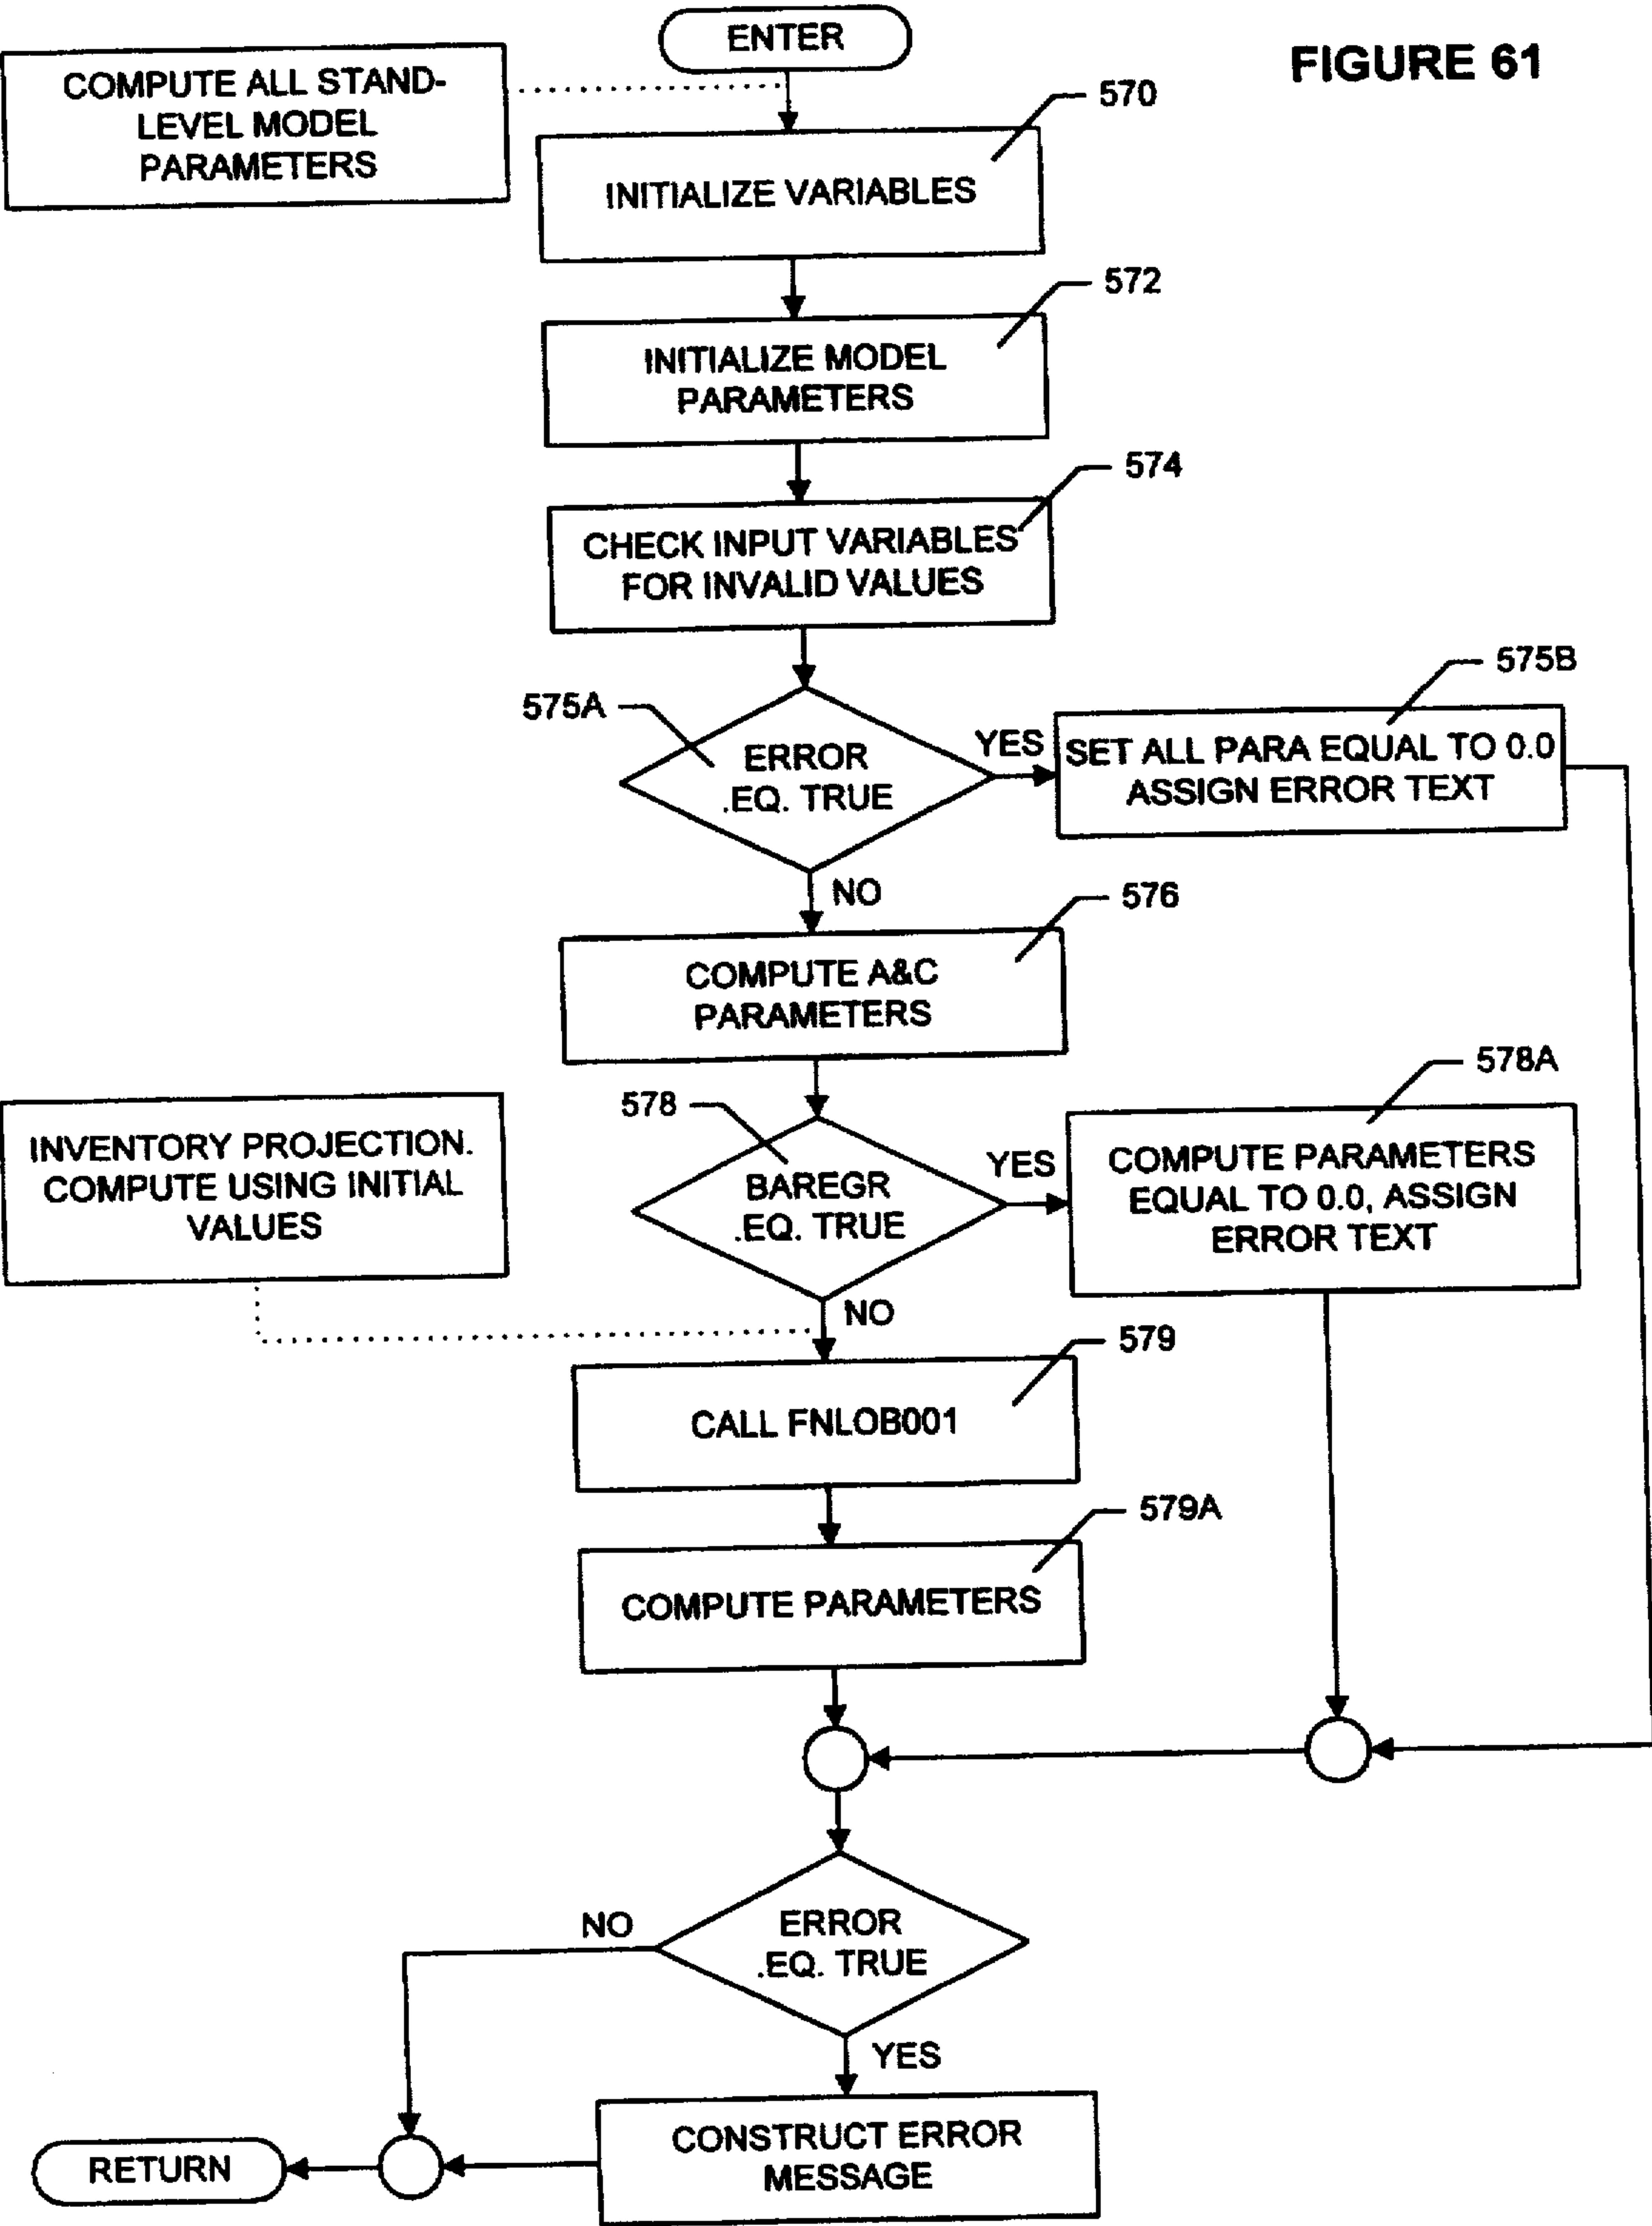 ENTER
FIGURE 61
COMPUTE ALL STAND-
LEVEL MODEL
PARAMETERS
570
INITIALIZE VARIABLES
572
INITIALIZE MODEL
PARAMETERS
574
CHECK INPUT VARIABLES
FOR INVALID VALUES
575A
ERROR
.EQ. TRUE
YES
575B
SET ALL PARA EQUAL TO 0.0
ASSIGN ERROR TEXT
NO
576
COMPUTE A&C
PARAMETERS
578
BAREGR
.EQ. TRUE
YES
578A
COMPUTE PARAMETERS
EQUAL TO 0.0, ASSIGN
ERROR TEXT
INVENTORY PROJECTION.
COMPUTE USING INITIAL
VALUES
NO
579
CALL FNLOB001
579A
COMPUTE PARAMETERS
ERROR
.EQ. TRUE
NO
YES
CONSTRUCT ERROR
MESSAGE
RETURN